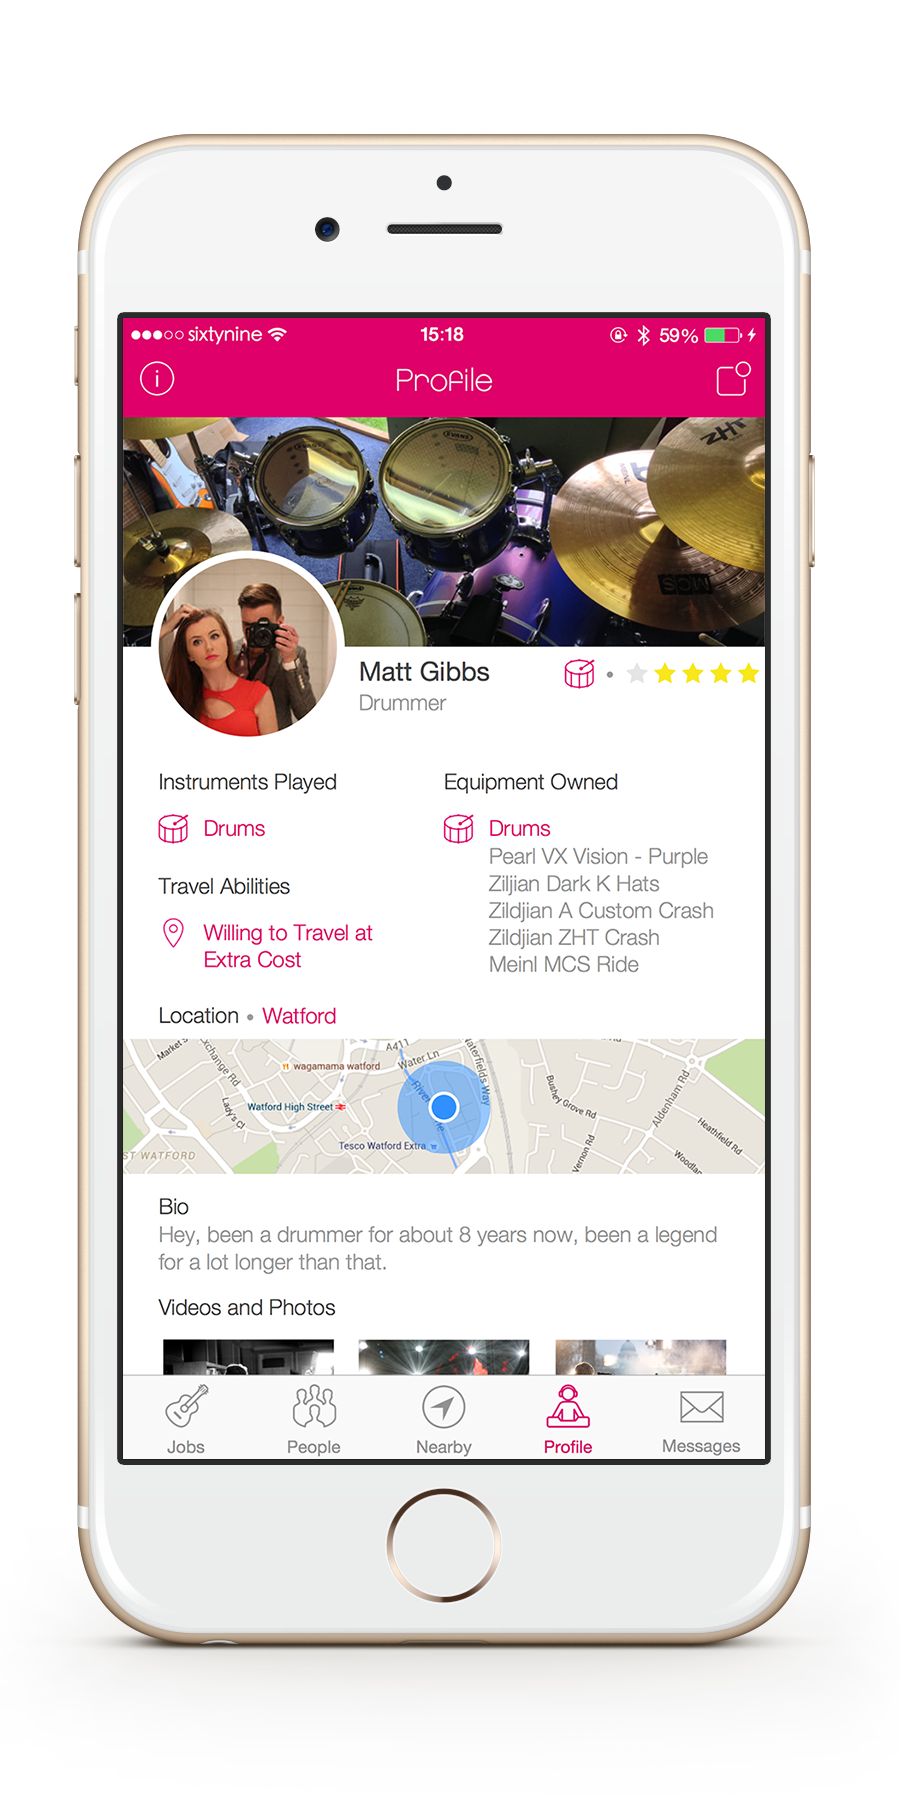 sixtynine 15:18 59%
i Profile
EVANS
ZHT
MCS
Matt Gibbs
Drummer
Instruments Played
Drums
Travel Abilities
Willing to Travel at
Extra Cost
Equipment Owned
Drums
Pearl VX Vision - Purple
Ziljian Dark K Hats
Zildjian A Custom Crash
Zildjian ZHT Crash
Meinl MCS Ride
Location • Watford
Market
xchange Rd
Lady's Cl
wagamama watford
A411
Water Ln
Waterfields Way
Watford High Street
River
Tesco Watford Extra
ST WATFORD
Bushey Grove Rd
Aldenham Rd
Heathfield Rd
Vernon Rd
Woodlan
Bio
Hey, been a drummer for about 8 years now, been a legend
for a lot longer than that.
Videos and Photos
Jobs People Nearby Profile Messages